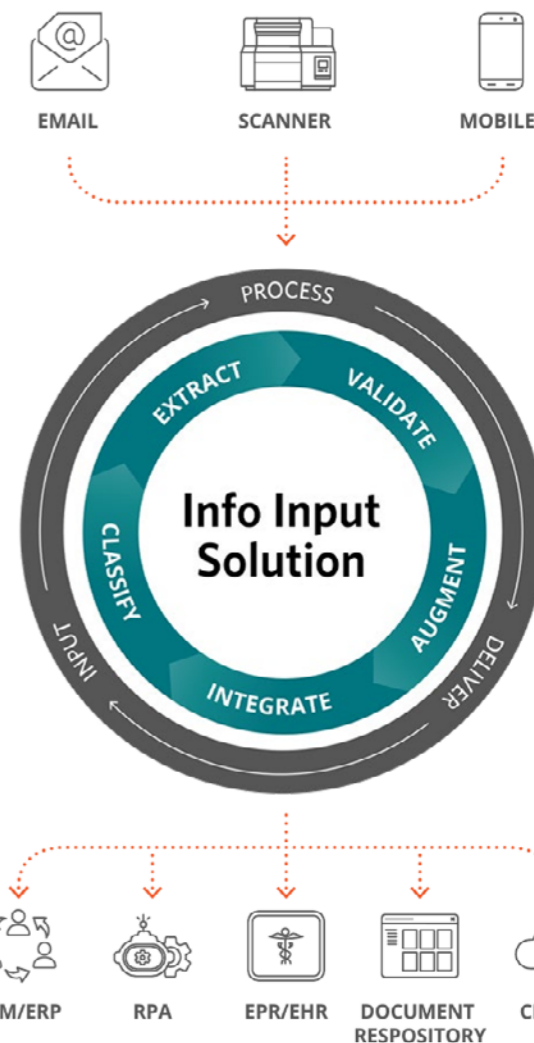 @
EMAIL
SCANNER
MOBILE
PROCESS
EXTRACT
VALIDATE
Info Input
Solution
CLASSIFY
AUGMENT
INPUT
DELIVER
INTEGRATE
M/ERP
RPA
EPR/EHR
DOCUMENT
RESPOSITORY